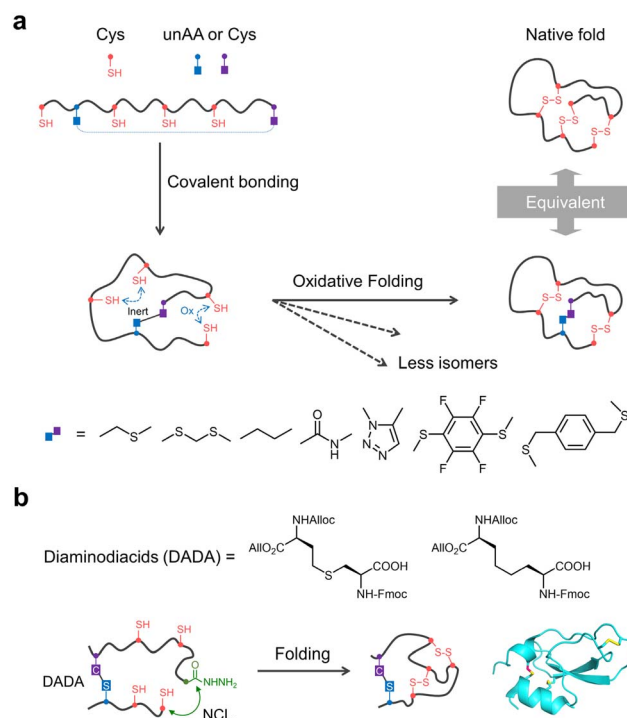 a
Cys
unAA or Cys
Native fold
SH
SH
SH
SH
SH
S-S
S-S
S-S
Covalent bonding
Equivalent
SH
SH
SH
SH
Inert
Ox
Oxidative Folding
Less isomers
S-S
S-S
=
S
S
S
O
N
H
N
N=N
F
F
S
S
F
F
S
S
b
Diaminodiacids (DADA) =
NHAlloc
AllO2C
S
COOH
NH-Fmoc
NHAlloc
AllO2C
COOH
NH-Fmoc
SH
SH
O
NHNH2
C
S
DADA
SH
SH
NCL
Folding
C
S
S-S
S-S